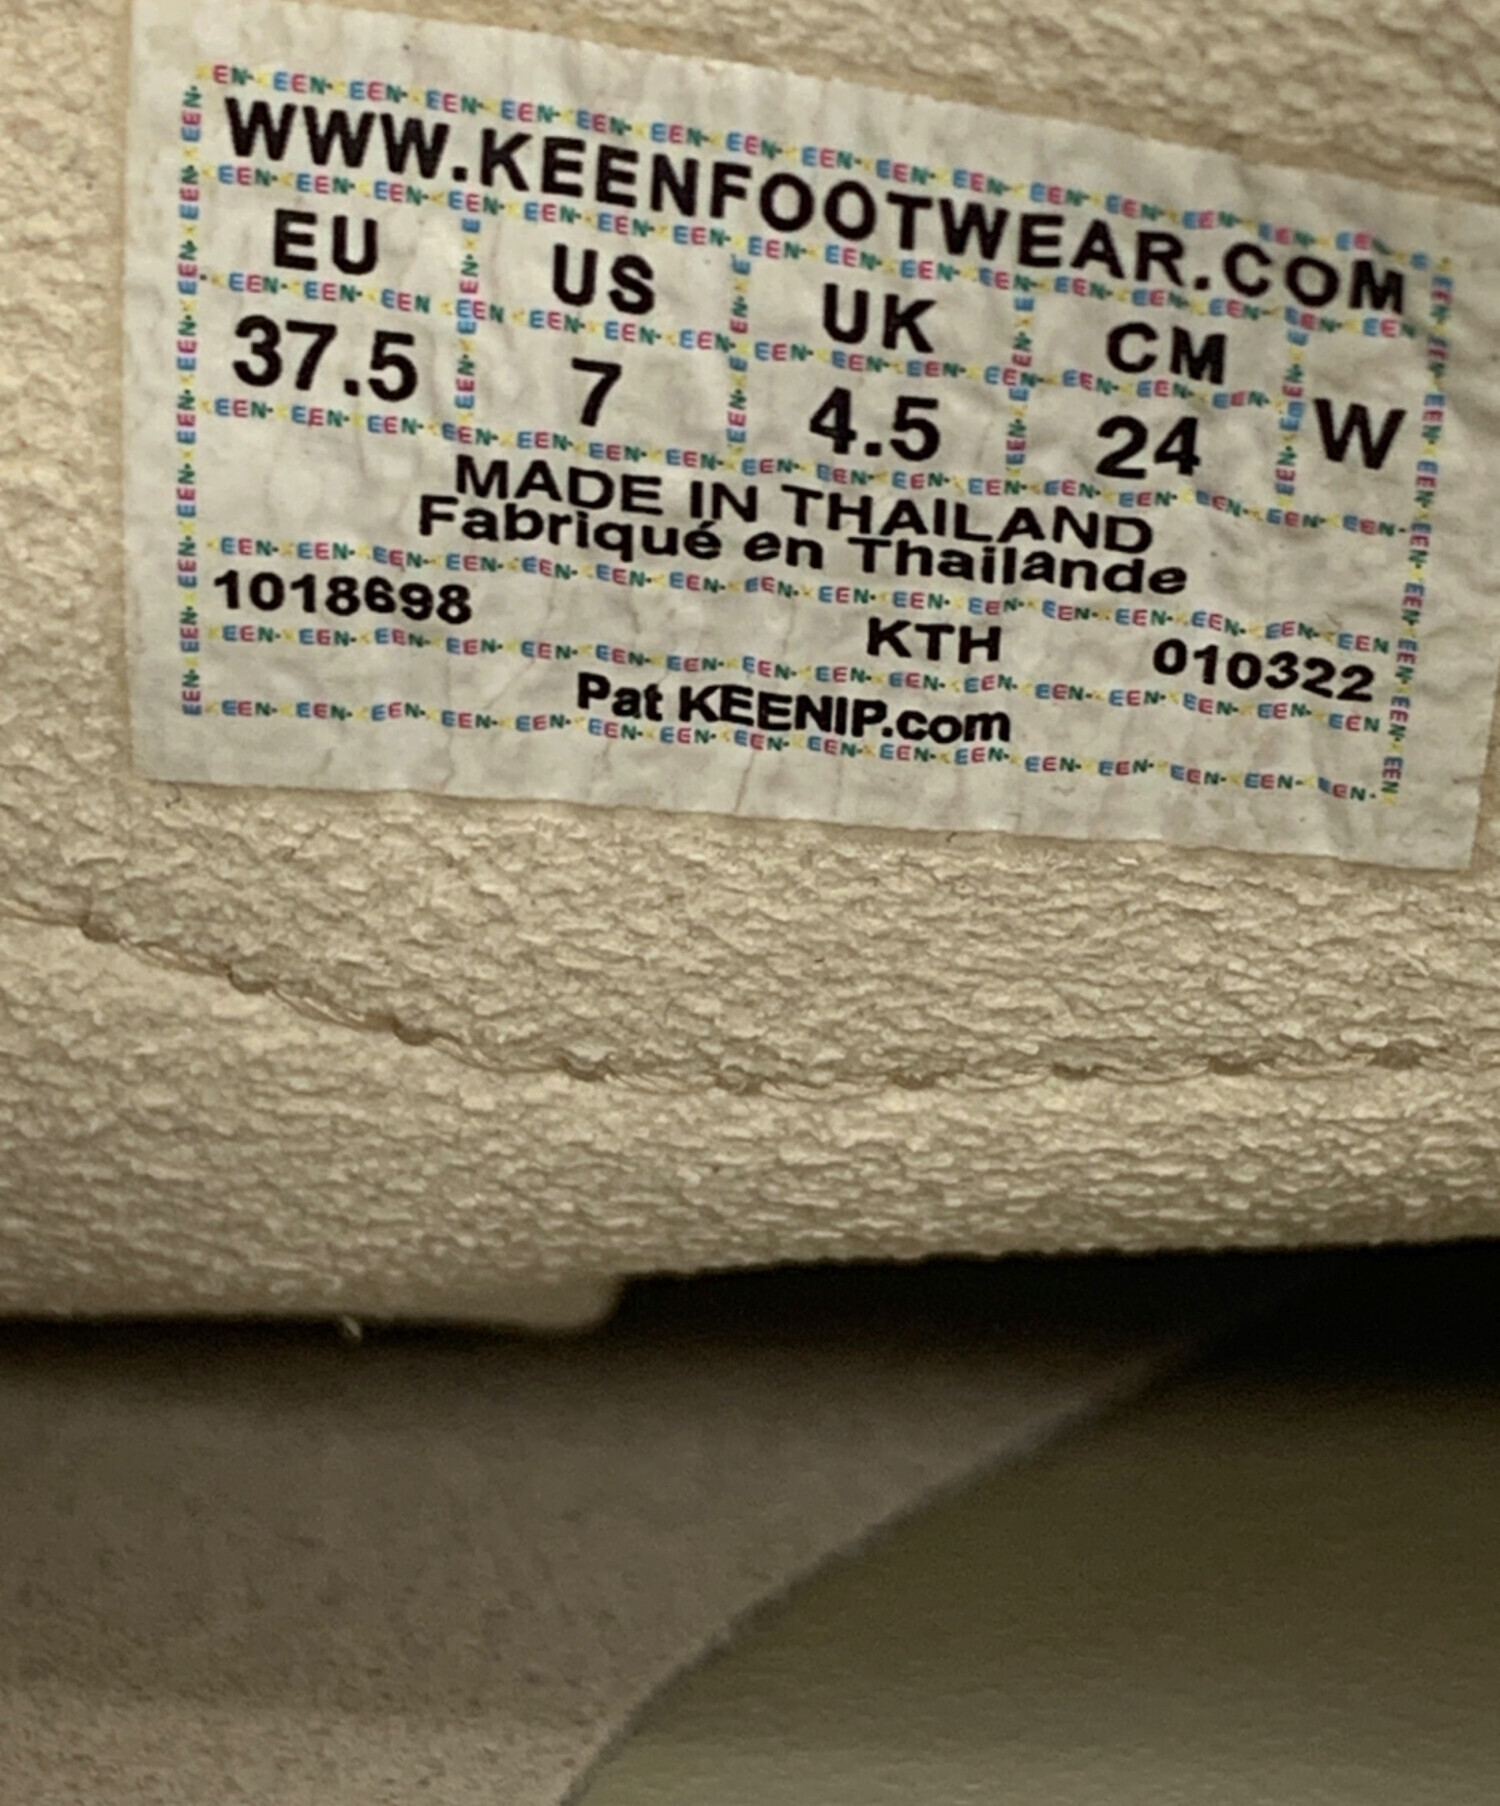 WWW.KEENFOOTWEAR.COM
EU US UK CM W
37.5 7 4.5 24
MADE IN THAILAND
Fabriqué en Thailande
1018698 KTH 010322
Pat KEENIP.com